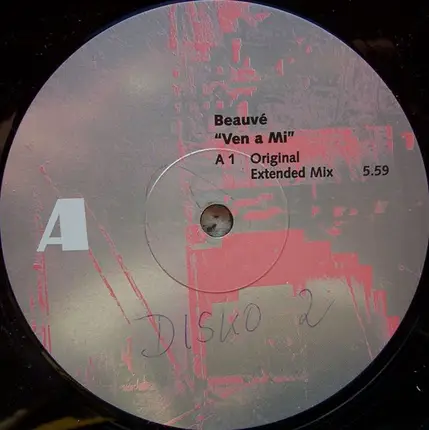 Beauvé
“Ven a Mi”
A 1 Original
Extended Mix 5.59
A
DISKO 2